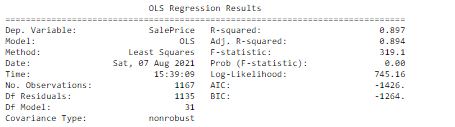 OLS Regression Results
==============================================================================
Dep. Variable: SalePrice R-squared: 0.897
Model: OLS Adj. R-squared: 0.894
Method: Least Squares F-statistic: 319.1
Date: Sat, 07 Aug 2021 Prob (F-statistic): 0.00
Time: 15:39:09 Log-Likelihood: 745.16
No. Observations: 1167 AIC: -1426.
Df Residuals: 1135 BIC: -1264.
Df Model: 31
Covariance Type: nonrobust